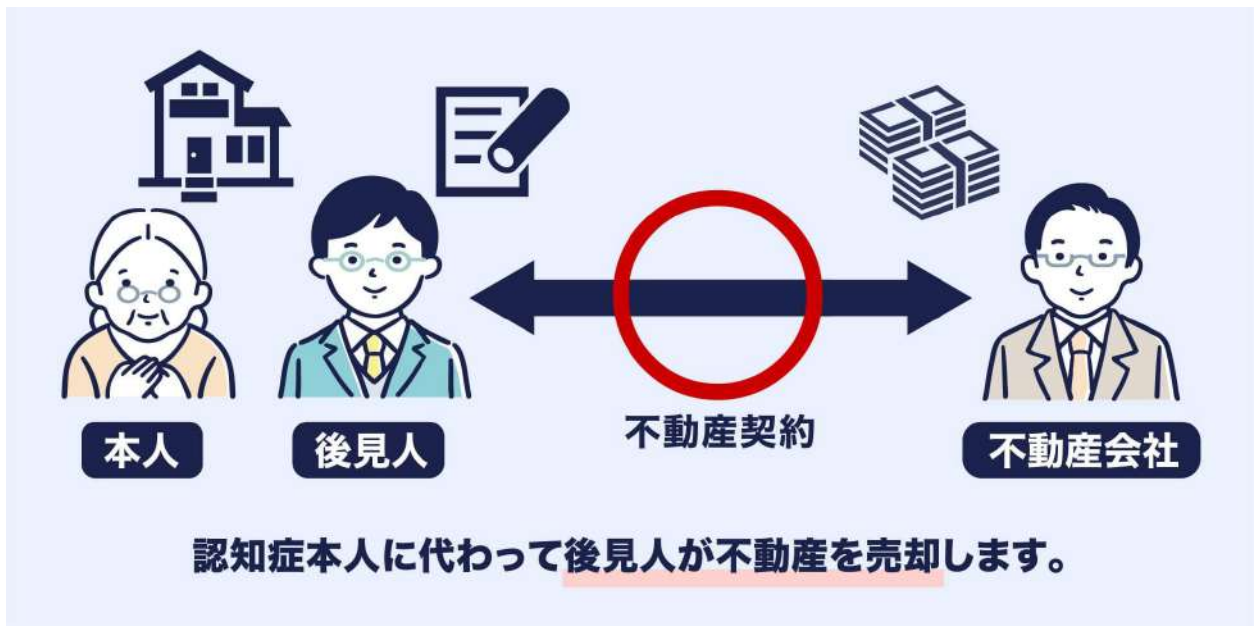 本人
後見人
不動産契約
不動産会社
認知症本人に代わって後見人が不動産を売却します。